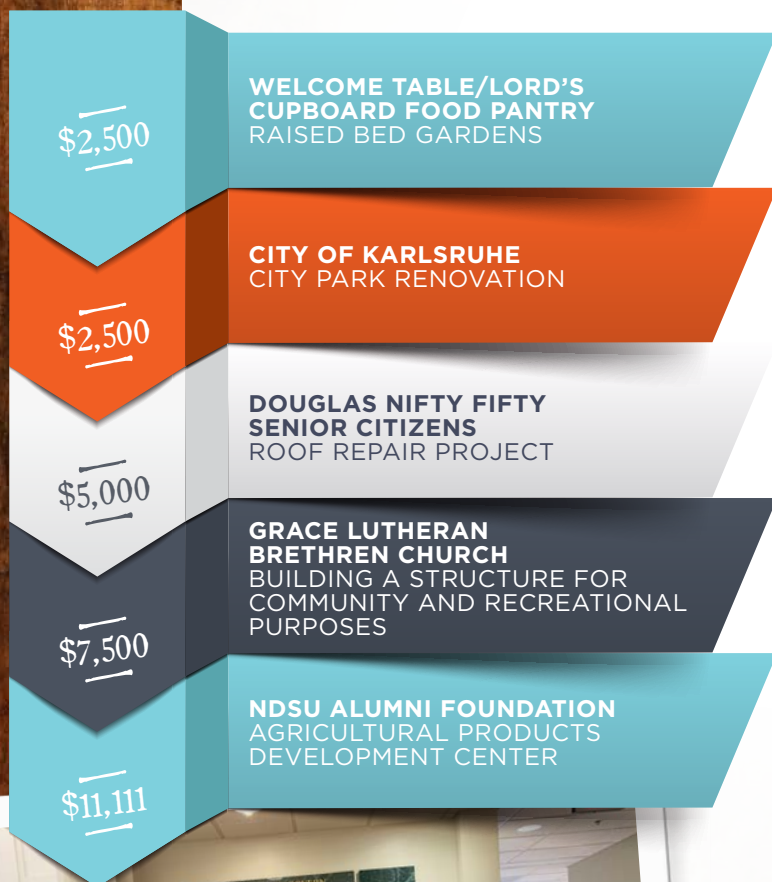 $2,500
WELCOME TABLE/LORD'S
CUPBOARD FOOD PANTRY
RAISED BED GARDENS
$2,500
CITY OF KARLSRUHE
CITY PARK RENOVATION
$5,000
DOUGLAS NIFTY FIFTY
SENIOR CITIZENS
ROOF REPAIR PROJECT
$7,500
GRACE LUTHERAN
BRETHREN CHURCH
BUILDING A STRUCTURE FOR
COMMUNITY AND RECREATIONAL
PURPOSES
$11,111
NDSU ALUMNI FOUNDATION
AGRICULTURAL PRODUCTS
DEVELOPMENT CENTER